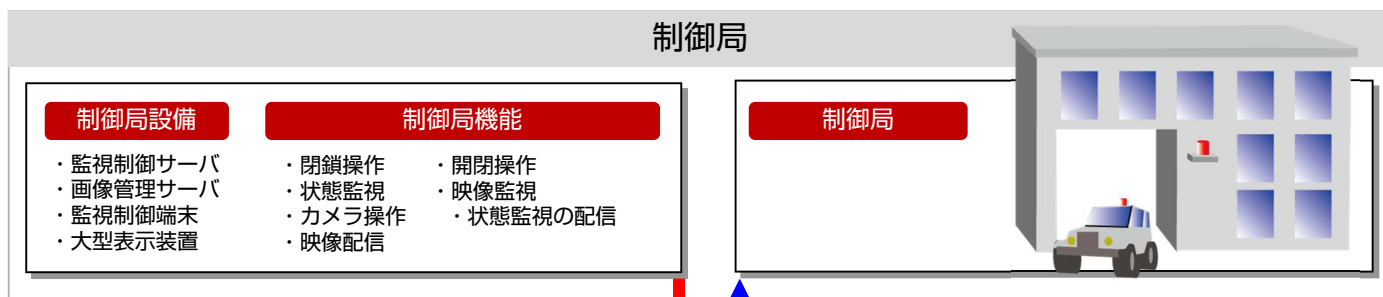 制御局
制御局設備
・監視制御サーバ
・画像管理サーバ
・監視制御端末
・大型表示装置
制御局機能
・閉鎖操作 ・開閉操作
・状態監視 ・映像監視
・カメラ操作 ・状態監視の配信
・映像配信
制御局